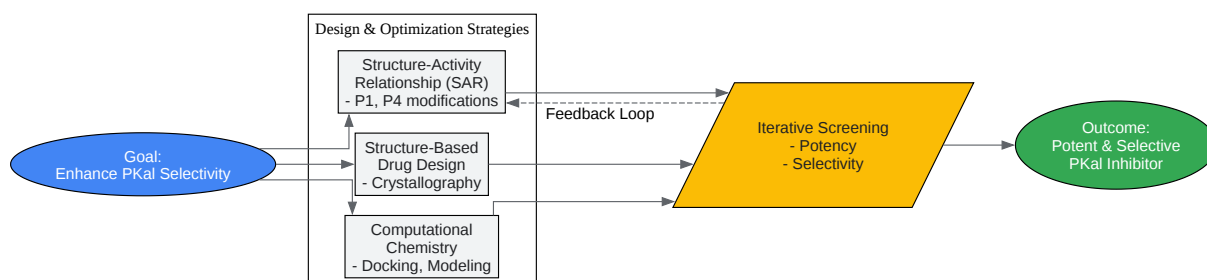 Design & Optimization Strategies
Structure-Activity
Relationship (SAR)
- P1, P4 modifications
Feedback Loop
Goal:
Enhance PKal Selectivity
Structure-Based
Drug Design
- Crystallography
Computational
Chemistry
- Docking, Modeling
Iterative Screening
- Potency
- Selectivity
Outcome:
Potent & Selective
PKal Inhibitor